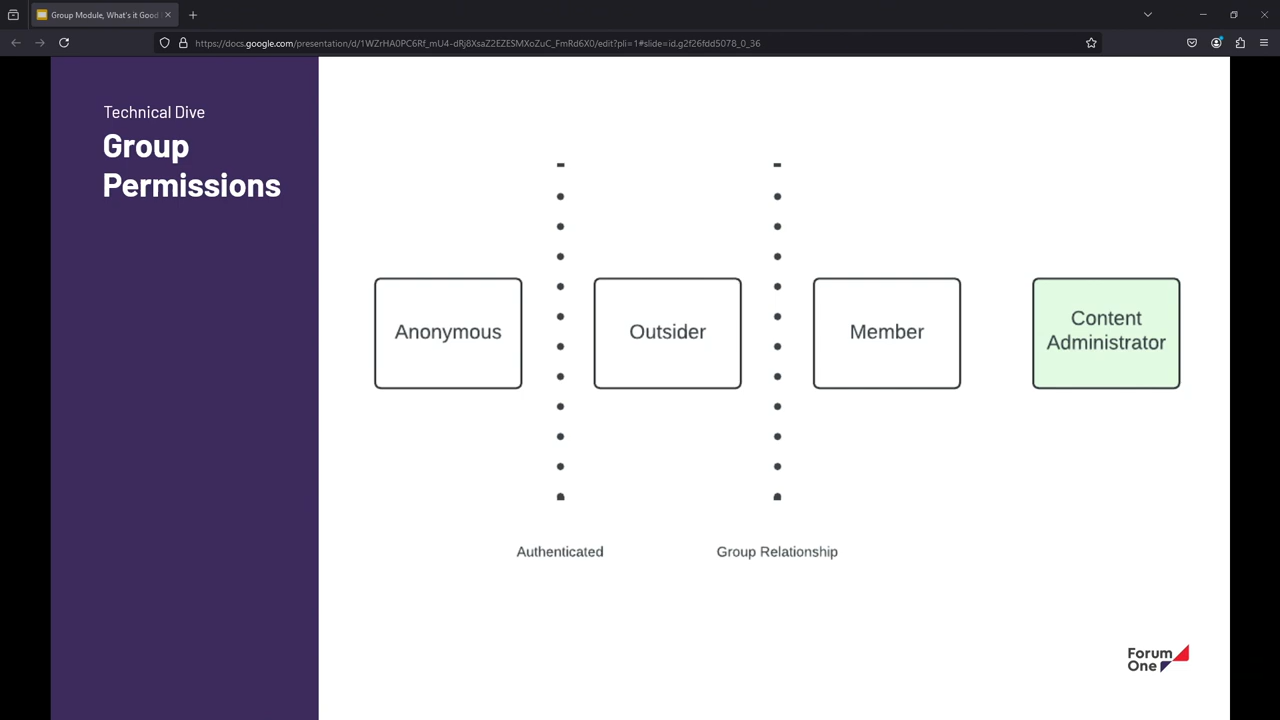 Group Module, What's it Good
https://docs.google.com/presentation/d/1WZrHA0PC6Rf_mU4-dRj8XsaZ2EZESMXoZuC_FmRd6X0/edit?pli=1#slide=id.g2f26fdd5078_0_36
Technical Dive
Group
Permissions
Anonymous
Outsider
Member
Content
Administrator
Authenticated
Group Relationship
Forum
One